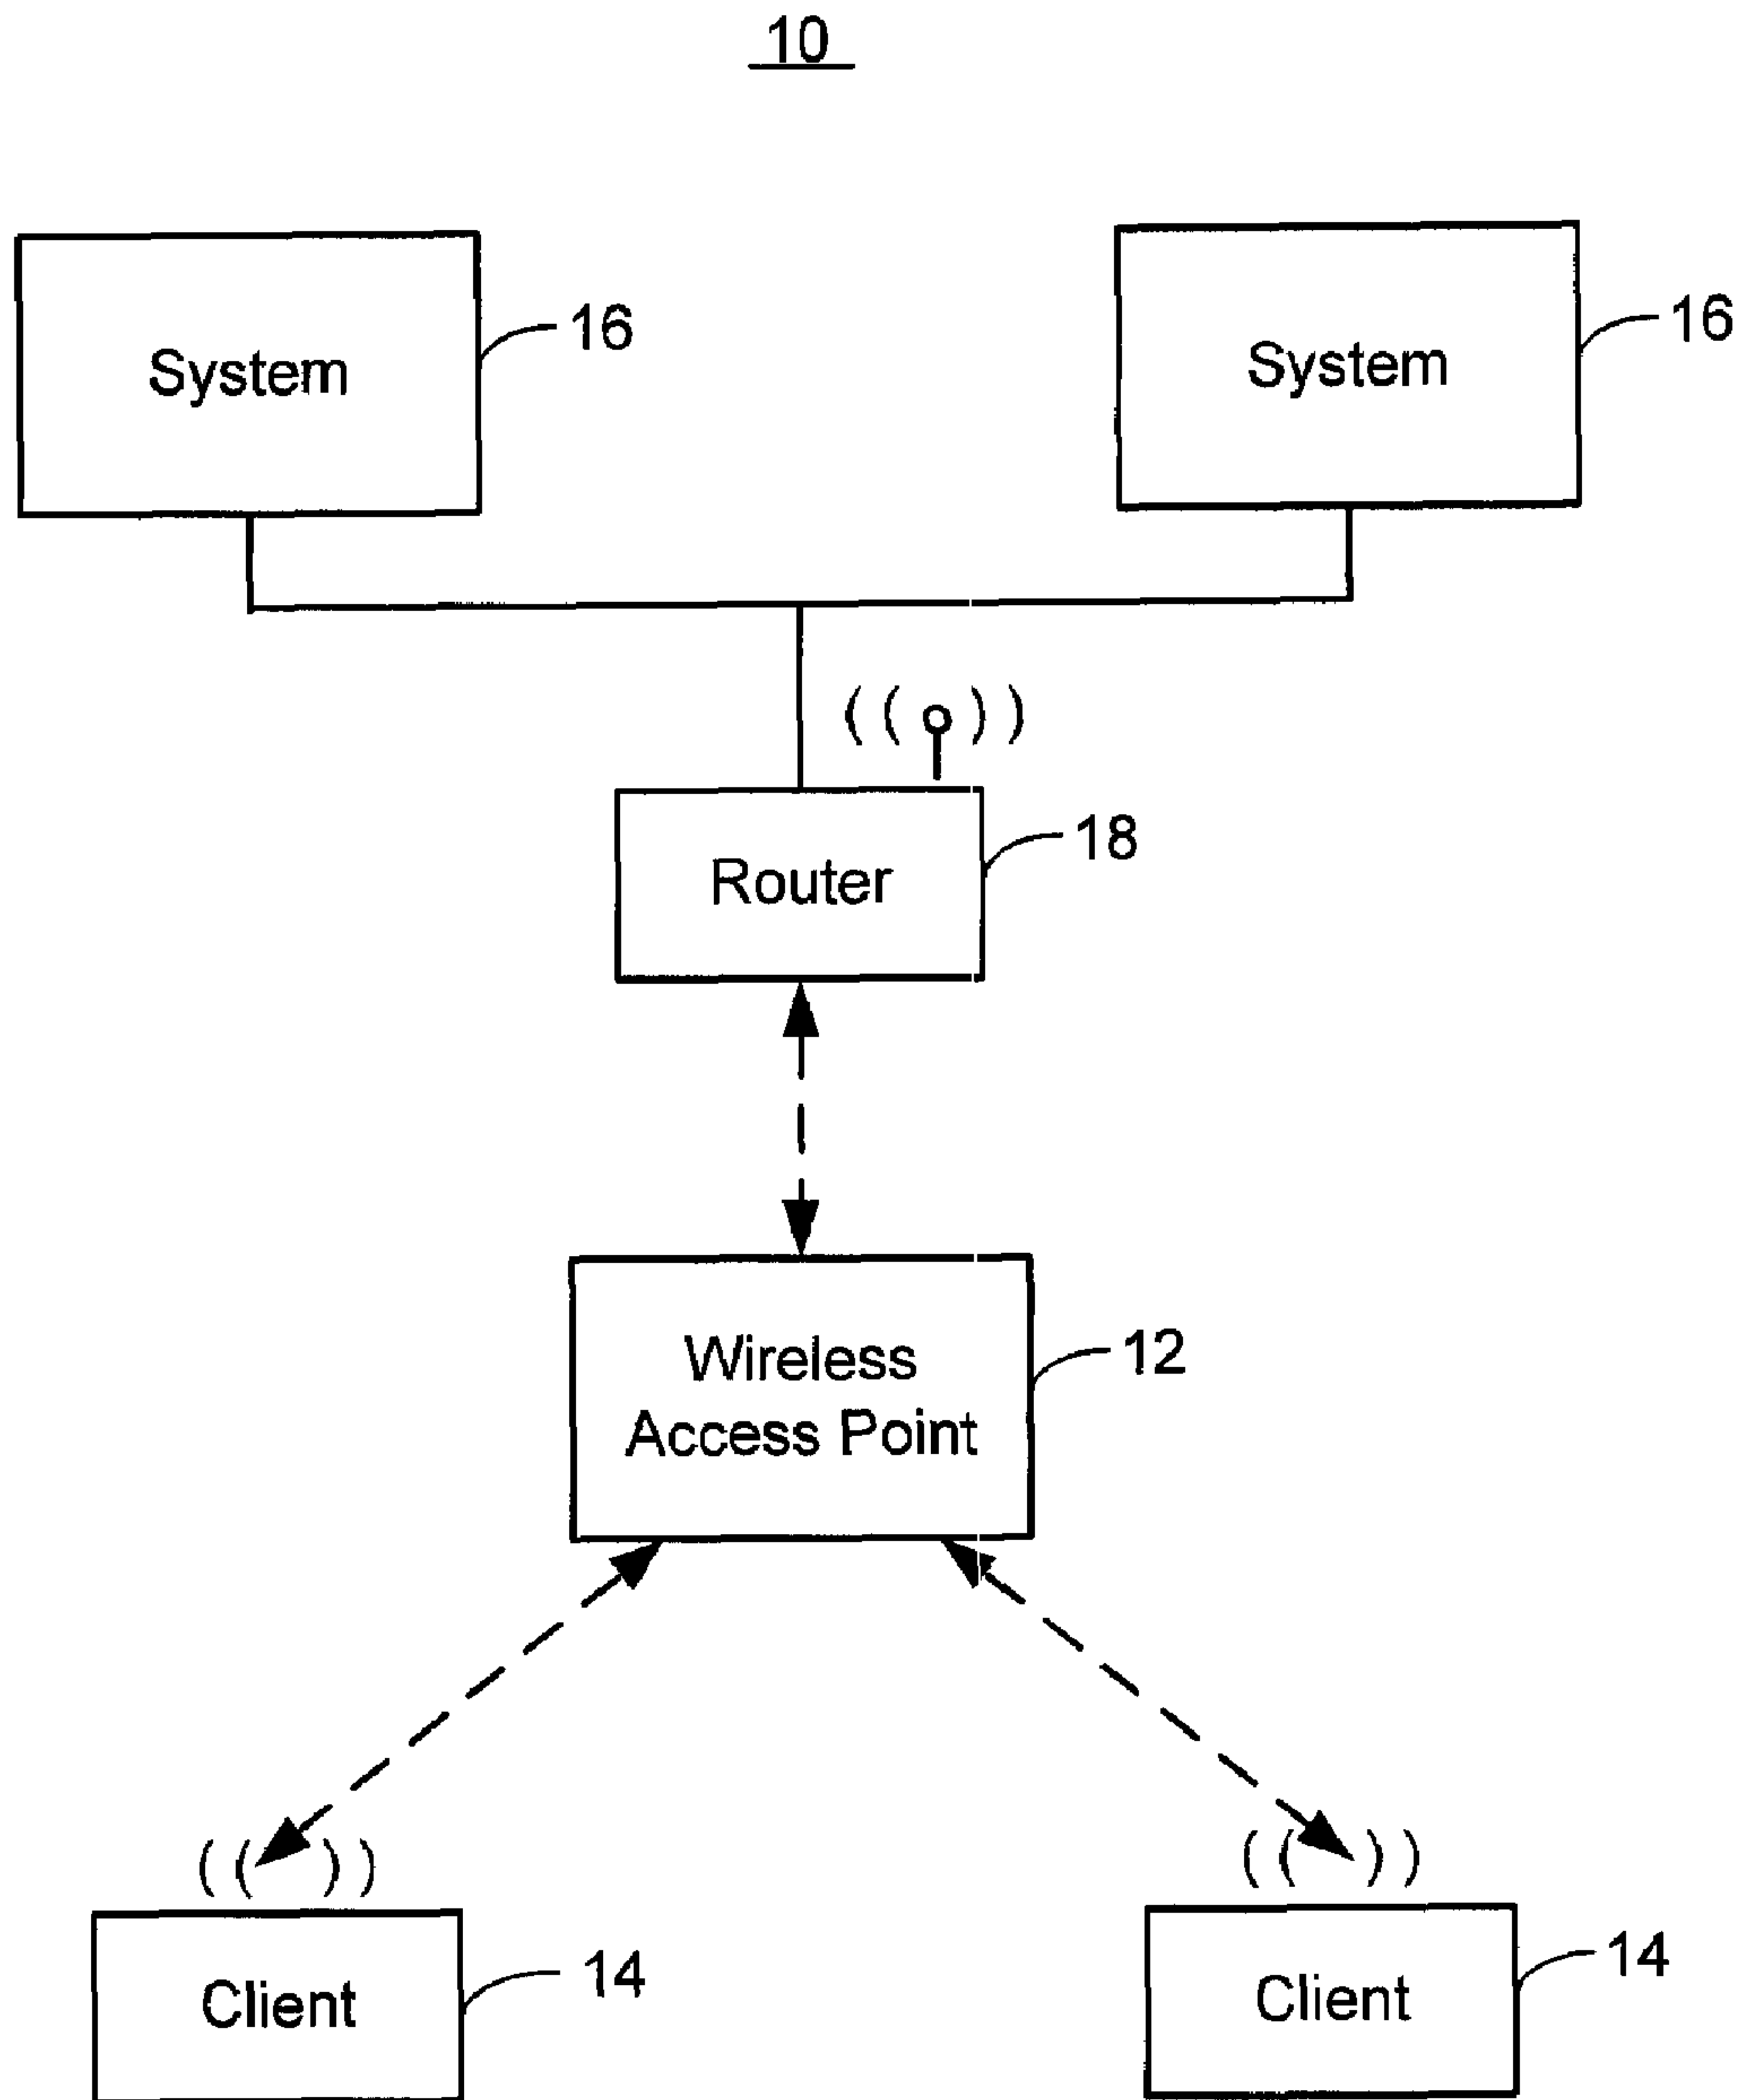 10
System
16
System
16
Router
18
Wireless
Access Point
12
Client
14
Client
14